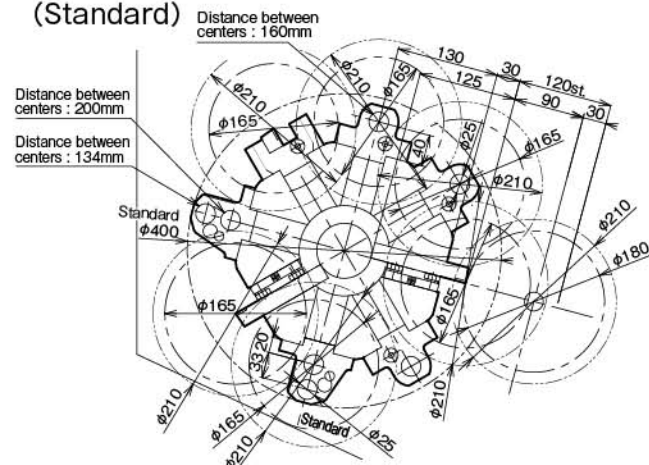 (Standard)
Distance between
centers : 160mm
130
30
120st.
125
90
30
φ165
φ210
φ210
φ25
φ165
Distance between
centers : 200mm
φ165
40
φ210
Distance between
centers : 134mm
Standard
φ400
φ210
φ180
φ165
φ165
33
20
φ210
φ165
Standard
φ25
φ210
φ210